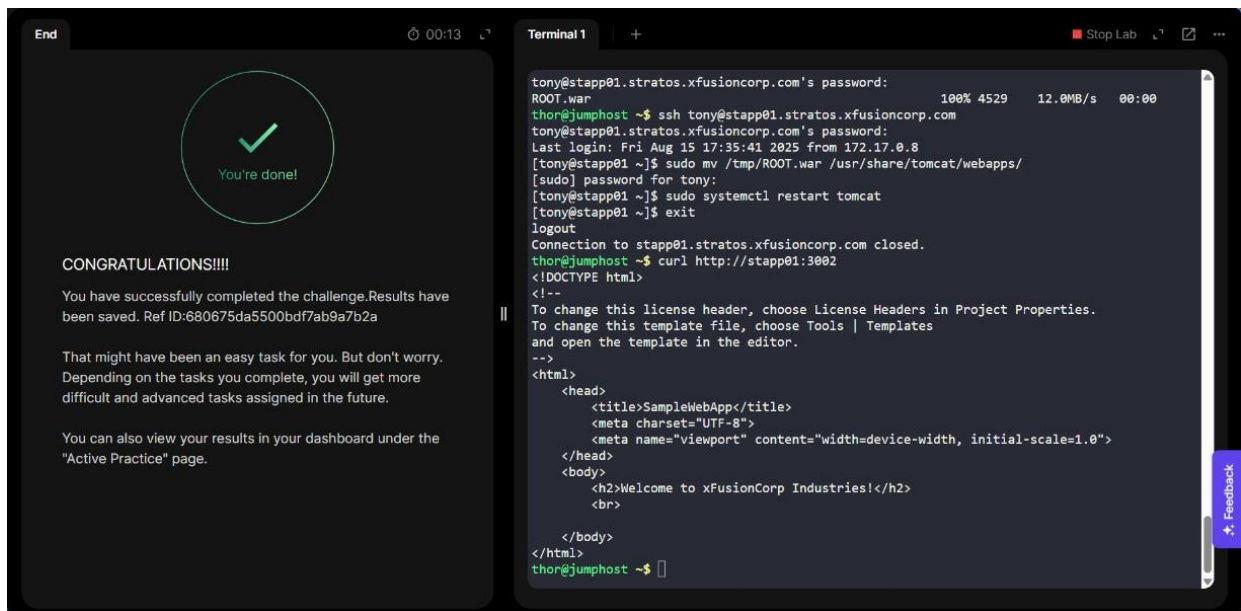 End
00:13
You're done!
CONGRATULATIONS!!!!
You have successfully completed the challenge.Results have
been saved. Ref ID:680675da5500bdf7ab9a7b2a
That might have been an easy task for you. But don't worry.
Depending on the tasks you complete, you will get more
difficult and advanced tasks assigned in the future.
You can also view your results in your dashboard under the
"Active Practice" page.
Terminal 1 +
Stop Lab
tony@stapp01.stratos.xfusioncorp.com's password:
ROOT.war 100% 4529 12.0MB/s 00:00
thor@jumphost ~$ ssh tony@stapp01.stratos.xfusioncorp.com
tony@stapp01.stratos.xfusioncorp.com's password:
Last login: Fri Aug 15 17:35:41 2025 from 172.17.0.8
[tony@stapp01 ~]$ sudo mv /tmp/ROOT.war /usr/share/tomcat/webapps/
[sudo] password for tony:
[tony@stapp01 ~]$ sudo systemctl restart tomcat
[tony@stapp01 ~]$ exit
logout
Connection to stapp01.stratos.xfusioncorp.com closed.
thor@jumphost ~$ curl http://stapp01:3002
<!DOCTYPE html>
<!--
To change this license header, choose License Headers in Project Properties.
To change this template file, choose Tools | Templates
and open the template in the editor.
-->
<html>
    <head>
        <title>SampleWebApp</title>
        <meta charset="UTF-8">
        <meta name="viewport" content="width=device-width, initial-scale=1.0">
    </head>
    <body>
        <h2>Welcome to xFusionCorp Industries!</h2>
        <br>
    </body>
</html>
thor@jumphost ~$
Feedback